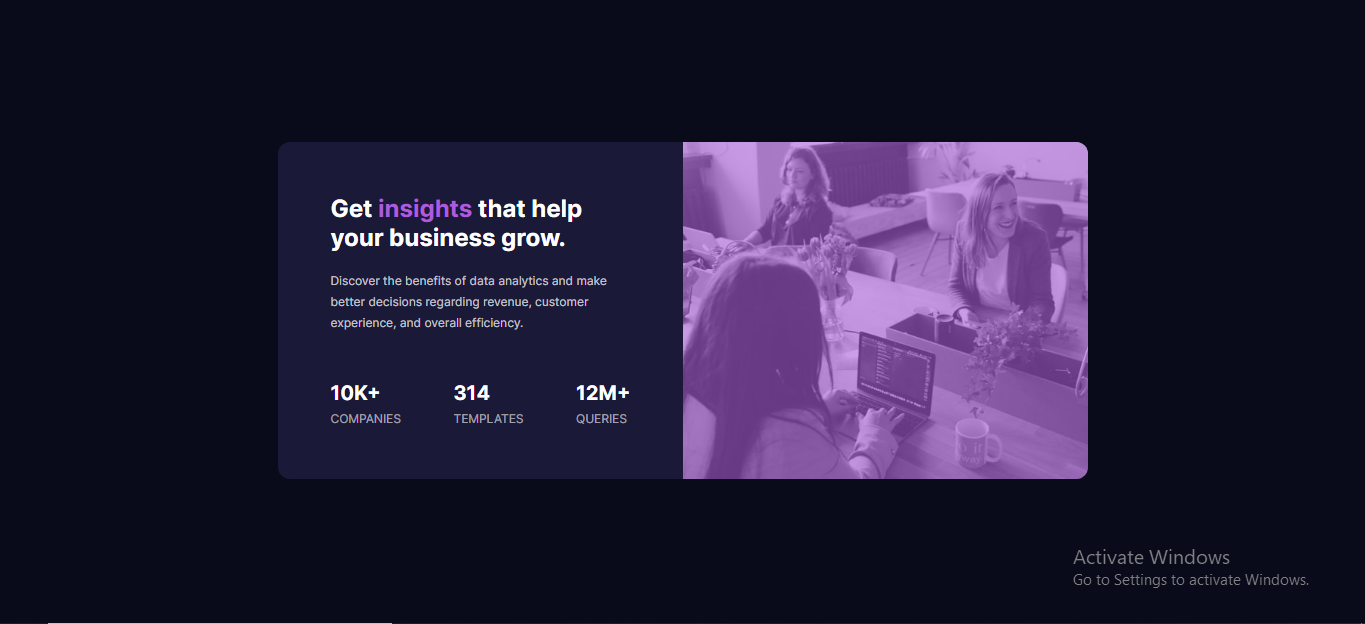 Get insights that help
your business grow.
Discover the benefits of data analytics and make
better decisions regarding revenue, customer
experience, and overall efficiency.
10K+ 314 12M+
COMPANIES TEMPLATES QUERIES
Activate Windows
Go to Settings to activate Windows.